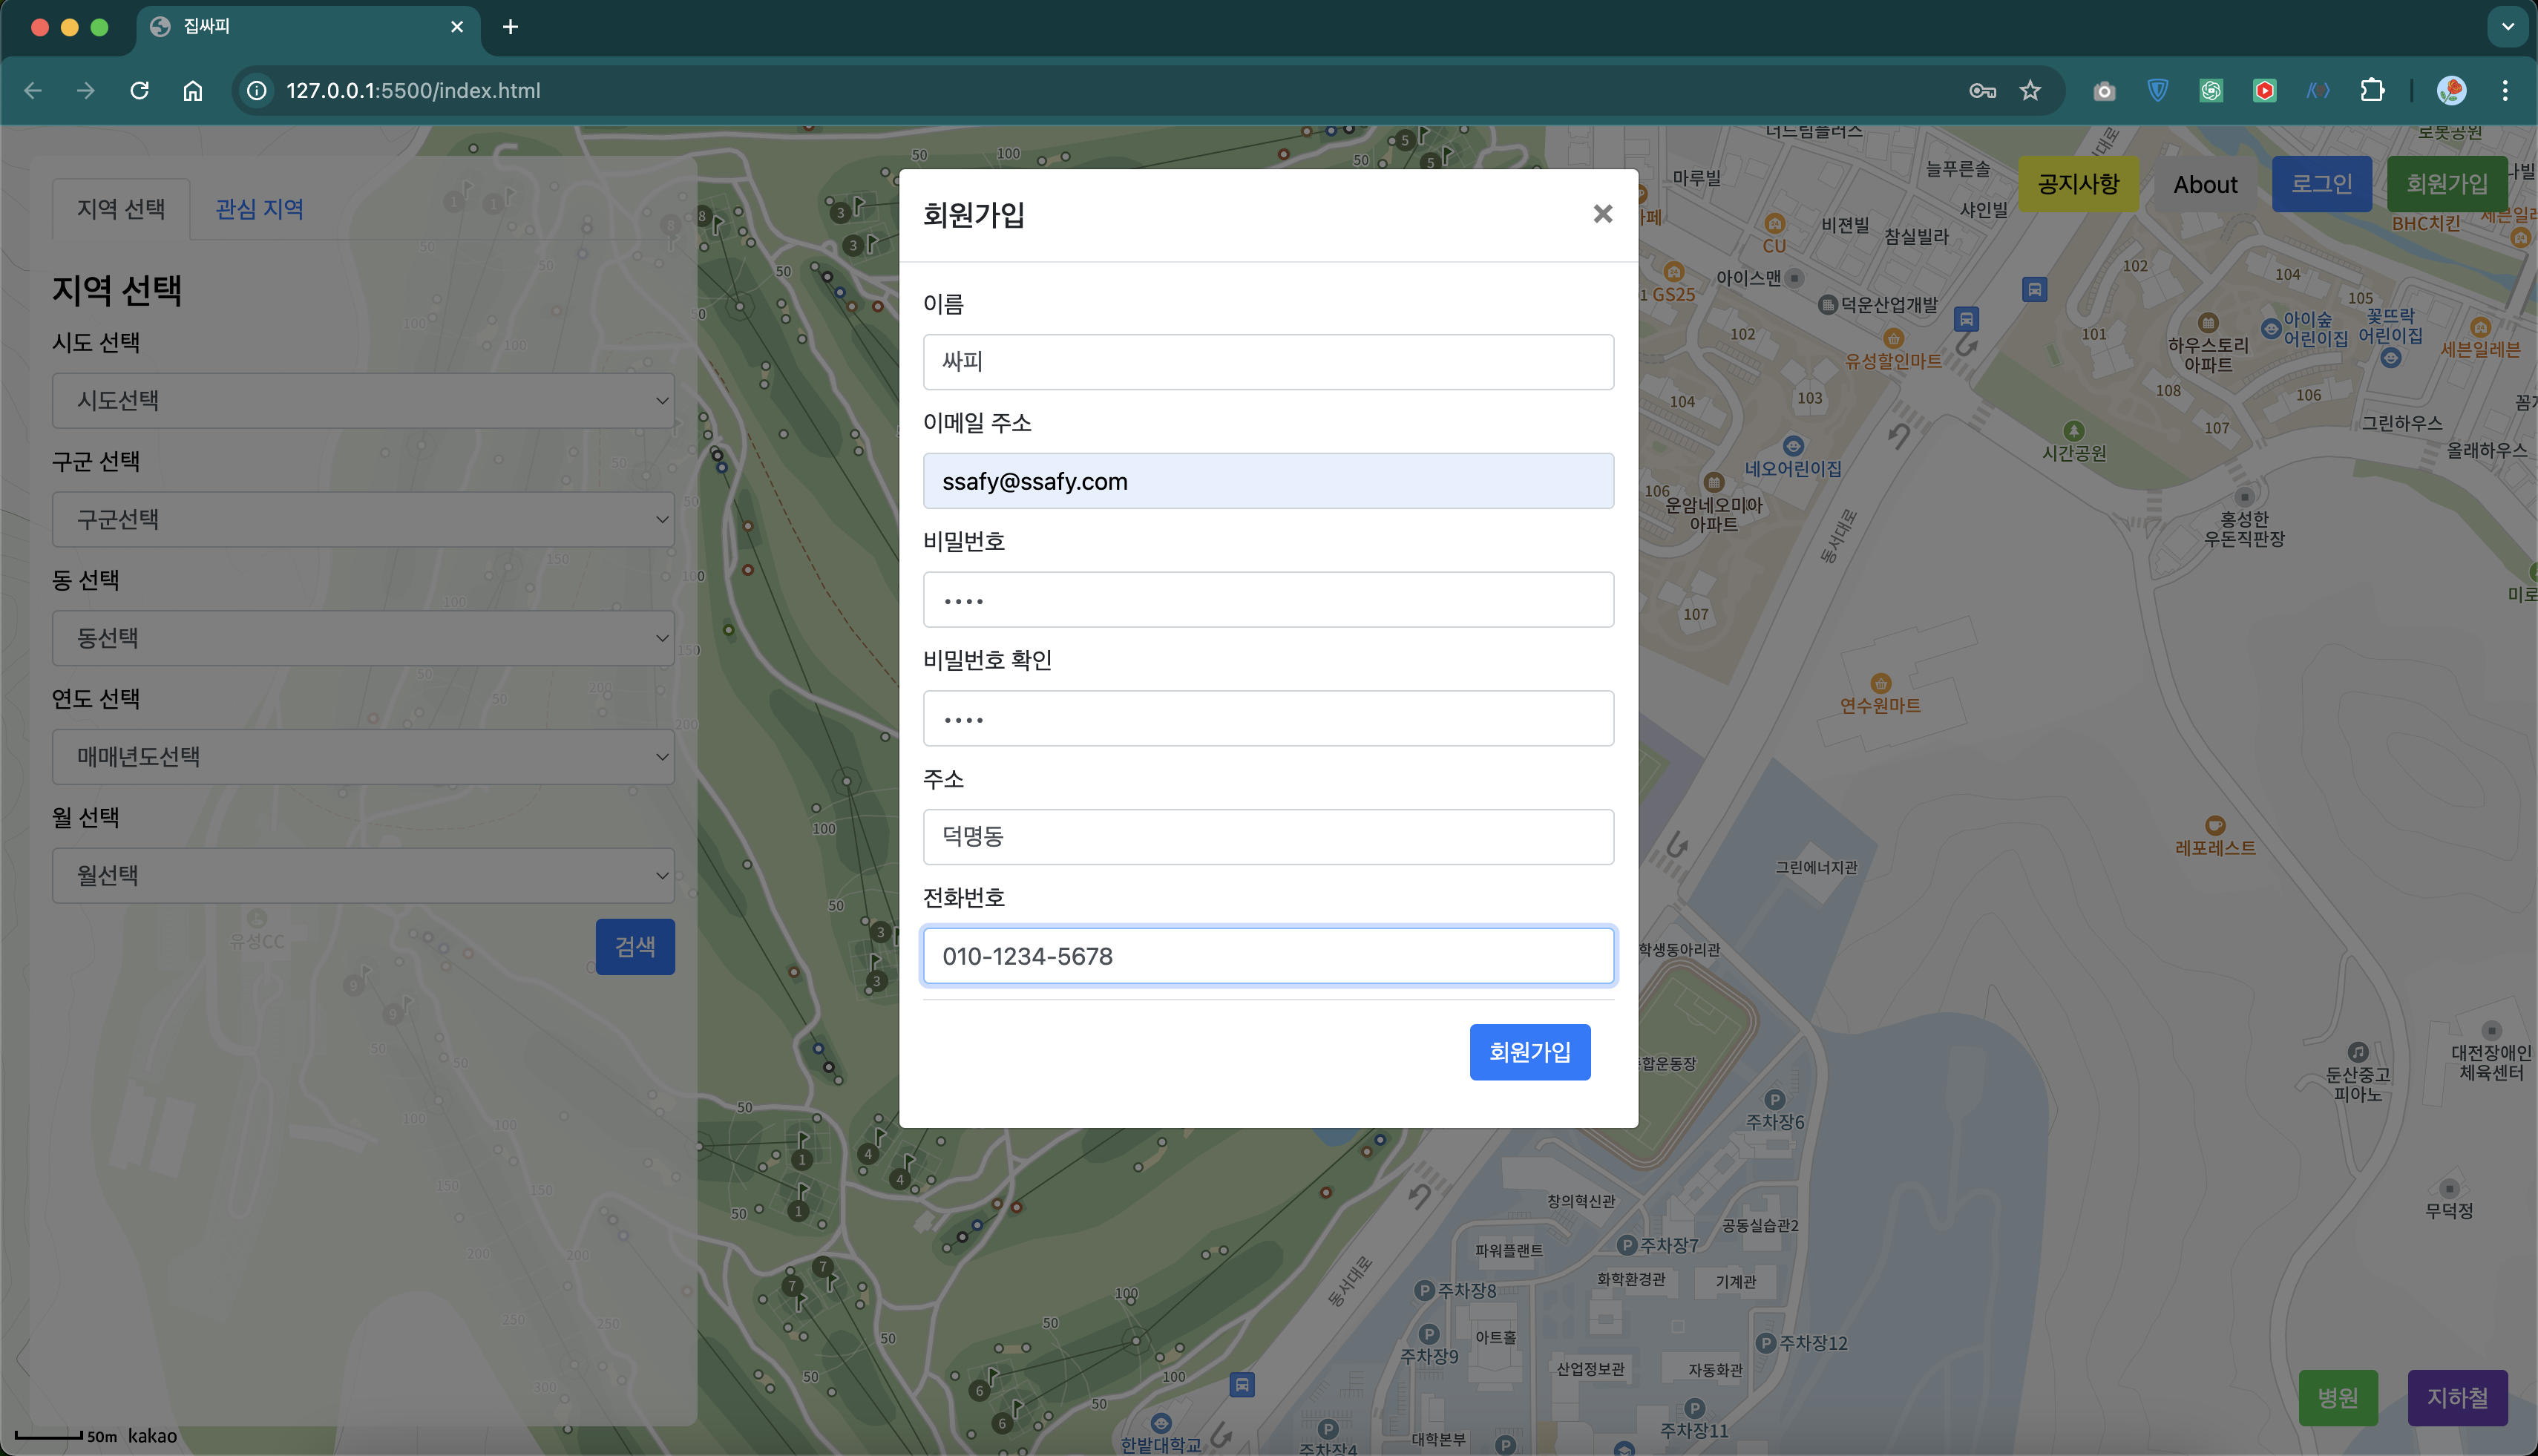 집싸피
127.0.0.1:5500/index.html
지역 선택
관심 지역
지역 선택
시도 선택
시도선택
구군 선택
구군선택
동 선택
동선택
연도 선택
매매년도선택
월 선택
월선택
검색
유성CC
50m kakao
회원가입
이름
싸피
이메일 주소
ssafy@ssafy.com
비밀번호
비밀번호 확인
주소
덕명동
전화번호
010-1234-5678
회원가입
공지사항
About
로그인
회원가입
마루빌
늘푸른솔
샤인빌
비젼빌
참실빌라
CU
BHC치킨
아이스맨
GS25
덕운산업개발
유성할인마트
102
104
105
102
101
103
104
106
107
108
106
107
하우스토리
아파트
아이숲
어린이집
꽃뜨락
어린이집
세븐일레븐
그린하우스
올래하우스
시간공원
네오어린이집
운암네오미아
아파트
동서대로
홍성한
우돈직판장
연수원마트
레포레스트
그린에너지관
학생동아리관
둔산중고
피아노
대전장애인
체육센터
무덕정
주차장6
창의혁신관
공동실습관2
파워플랜트
주차장7
화학환경관
기계관
주차장8
아트홀
주차장9
주차장12
산업정보관
자동화관
주차장11
주차장4
대학본부
동서대로
한밭대학교
병원
지하철